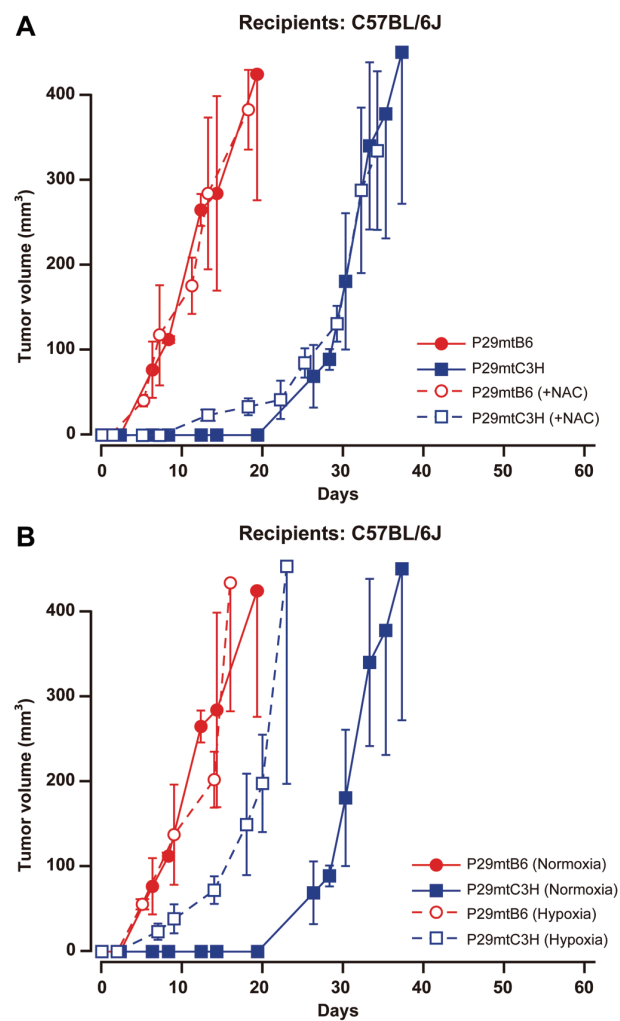 A
Recipients: C57BL/6J
Tumor volume (mm³)
400
300
200
100
0
0 10 20 30 40 50 60
Days
P29mtB6
P29mtC3H
P29mtB6 (+NAC)
P29mtC3H (+NAC)
B
Recipients: C57BL/6J
Tumor volume (mm³)
400
300
200
100
0
0 10 20 30 40 50 60
Days
P29mtB6 (Normoxia)
P29mtC3H (Normoxia)
P29mtB6 (Hypoxia)
P29mtC3H (Hypoxia)